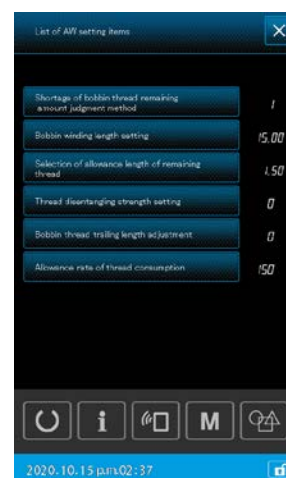 List of AW setting items
Shortage of bobbin thread remaining
amount judgment method
1
Bobbin winding length setting
15.00
Selection of allowance length of remaining
thread
1.50
Thread disentangling strength setting
0
Bobbin thread trailing length adjustment
0
Allowance rate of thread consumption
150
i
M
2020.10.15 p.m.02:37